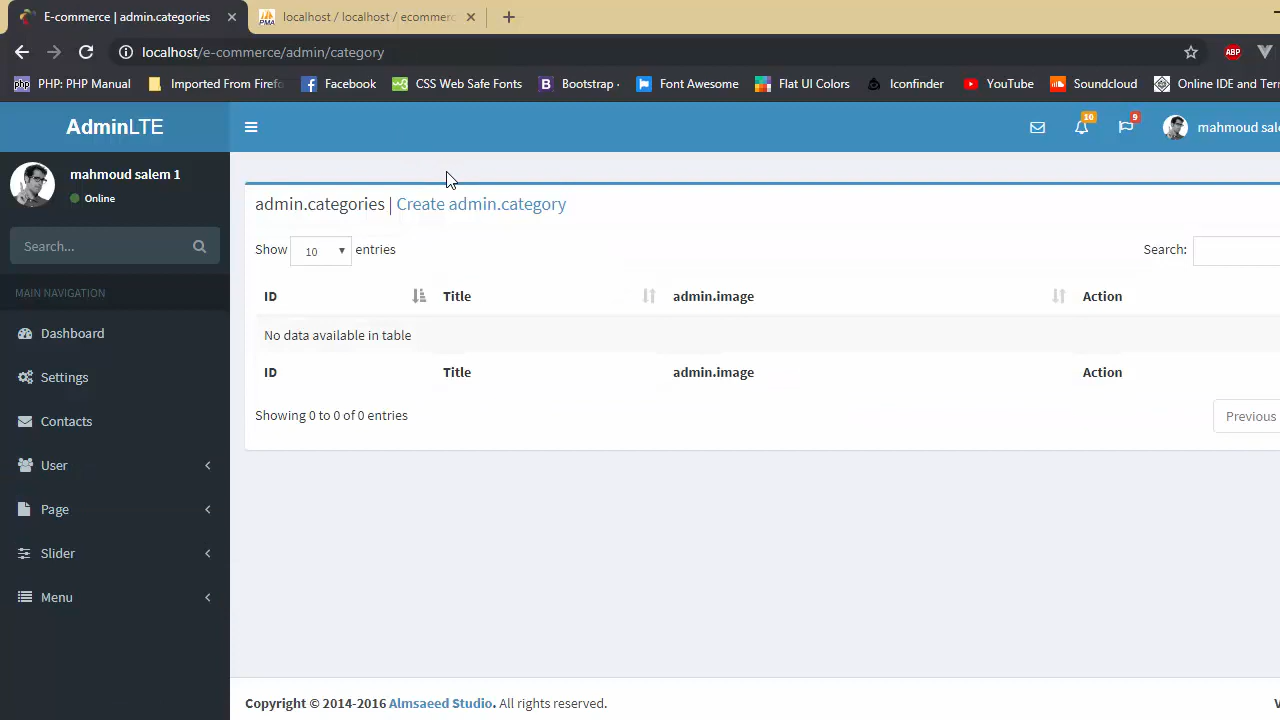 E-commerce | admin.categories
localhost / localhost / ecommerc
localhost/e-commerce/admin/category
ABP
php PHP: PHP Manual
Imported From Firefo
Facebook
CSS Web Safe Fonts
B Bootstrap ·
Font Awesome
Flat UI Colors
Iconfinder
YouTube
Soundcloud
Online IDE and Terr
AdminLTE
10
9
mahmoud sale
mahmoud salem 1
Online
Search...
MAIN NAVIGATION
Dashboard
Settings
Contacts
User
Page
Slider
Menu
admin.categories | Create admin.category
Show 10 entries
Search:
ID Title admin.image Action
No data available in table
ID Title admin.image Action
Showing 0 to 0 of 0 entries
Previous
Copyright © 2014-2016 Almsaeed Studio. All rights reserved.